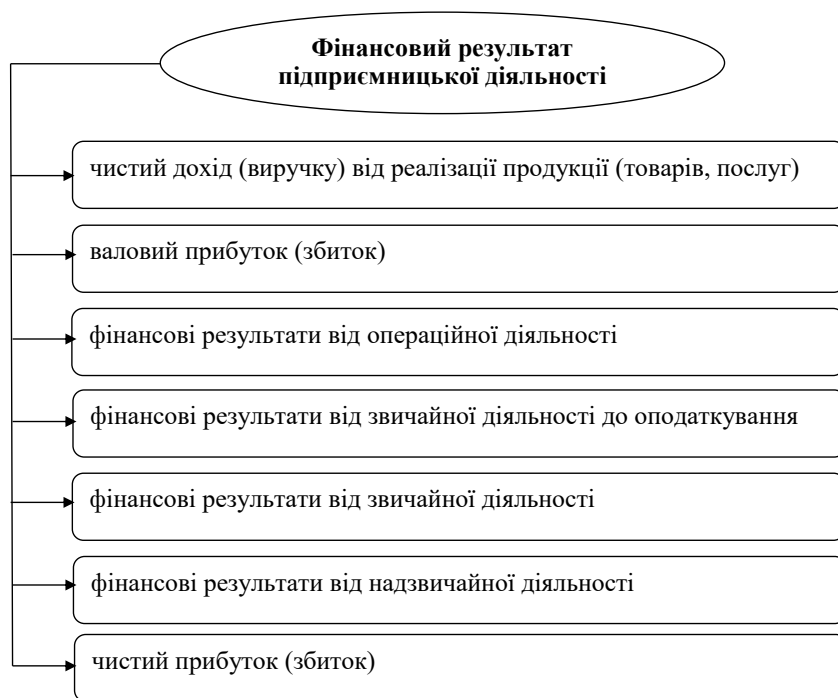 Фінансовий результат
підприємницької діяльності
чистий дохід (виручку) від реалізації продукції (товарів, послуг)
валовий прибуток (збиток)
фінансові результати від операційної діяльності
фінансові результати від звичайної діяльності до оподаткування
фінансові результати від звичайної діяльності
фінансові результати від надзвичайної діяльності
чистий прибуток (збиток)